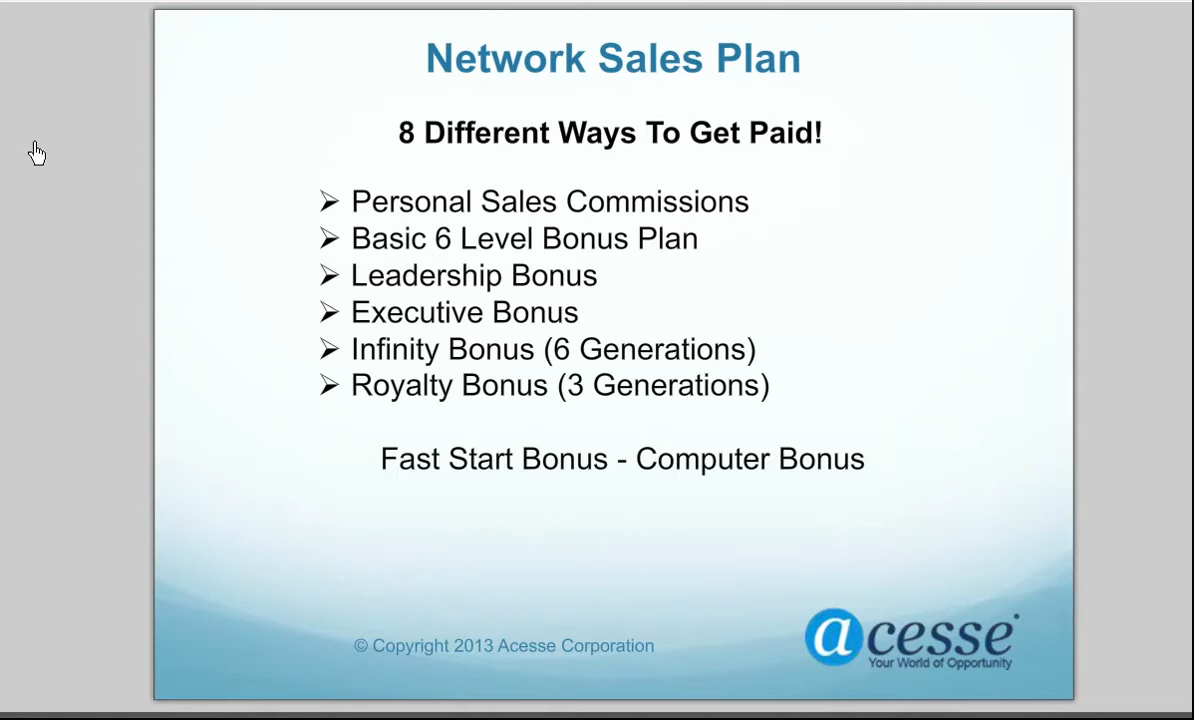 Network Sales Plan
8 Different Ways To Get Paid!
➢ Personal Sales Commissions
➢ Basic 6 Level Bonus Plan
➢ Leadership Bonus
➢ Executive Bonus
➢ Infinity Bonus (6 Generations)
➢ Royalty Bonus (3 Generations)
Fast Start Bonus - Computer Bonus
© Copyright 2013 Acesse Corporation
acesse
Your World of Opportunity